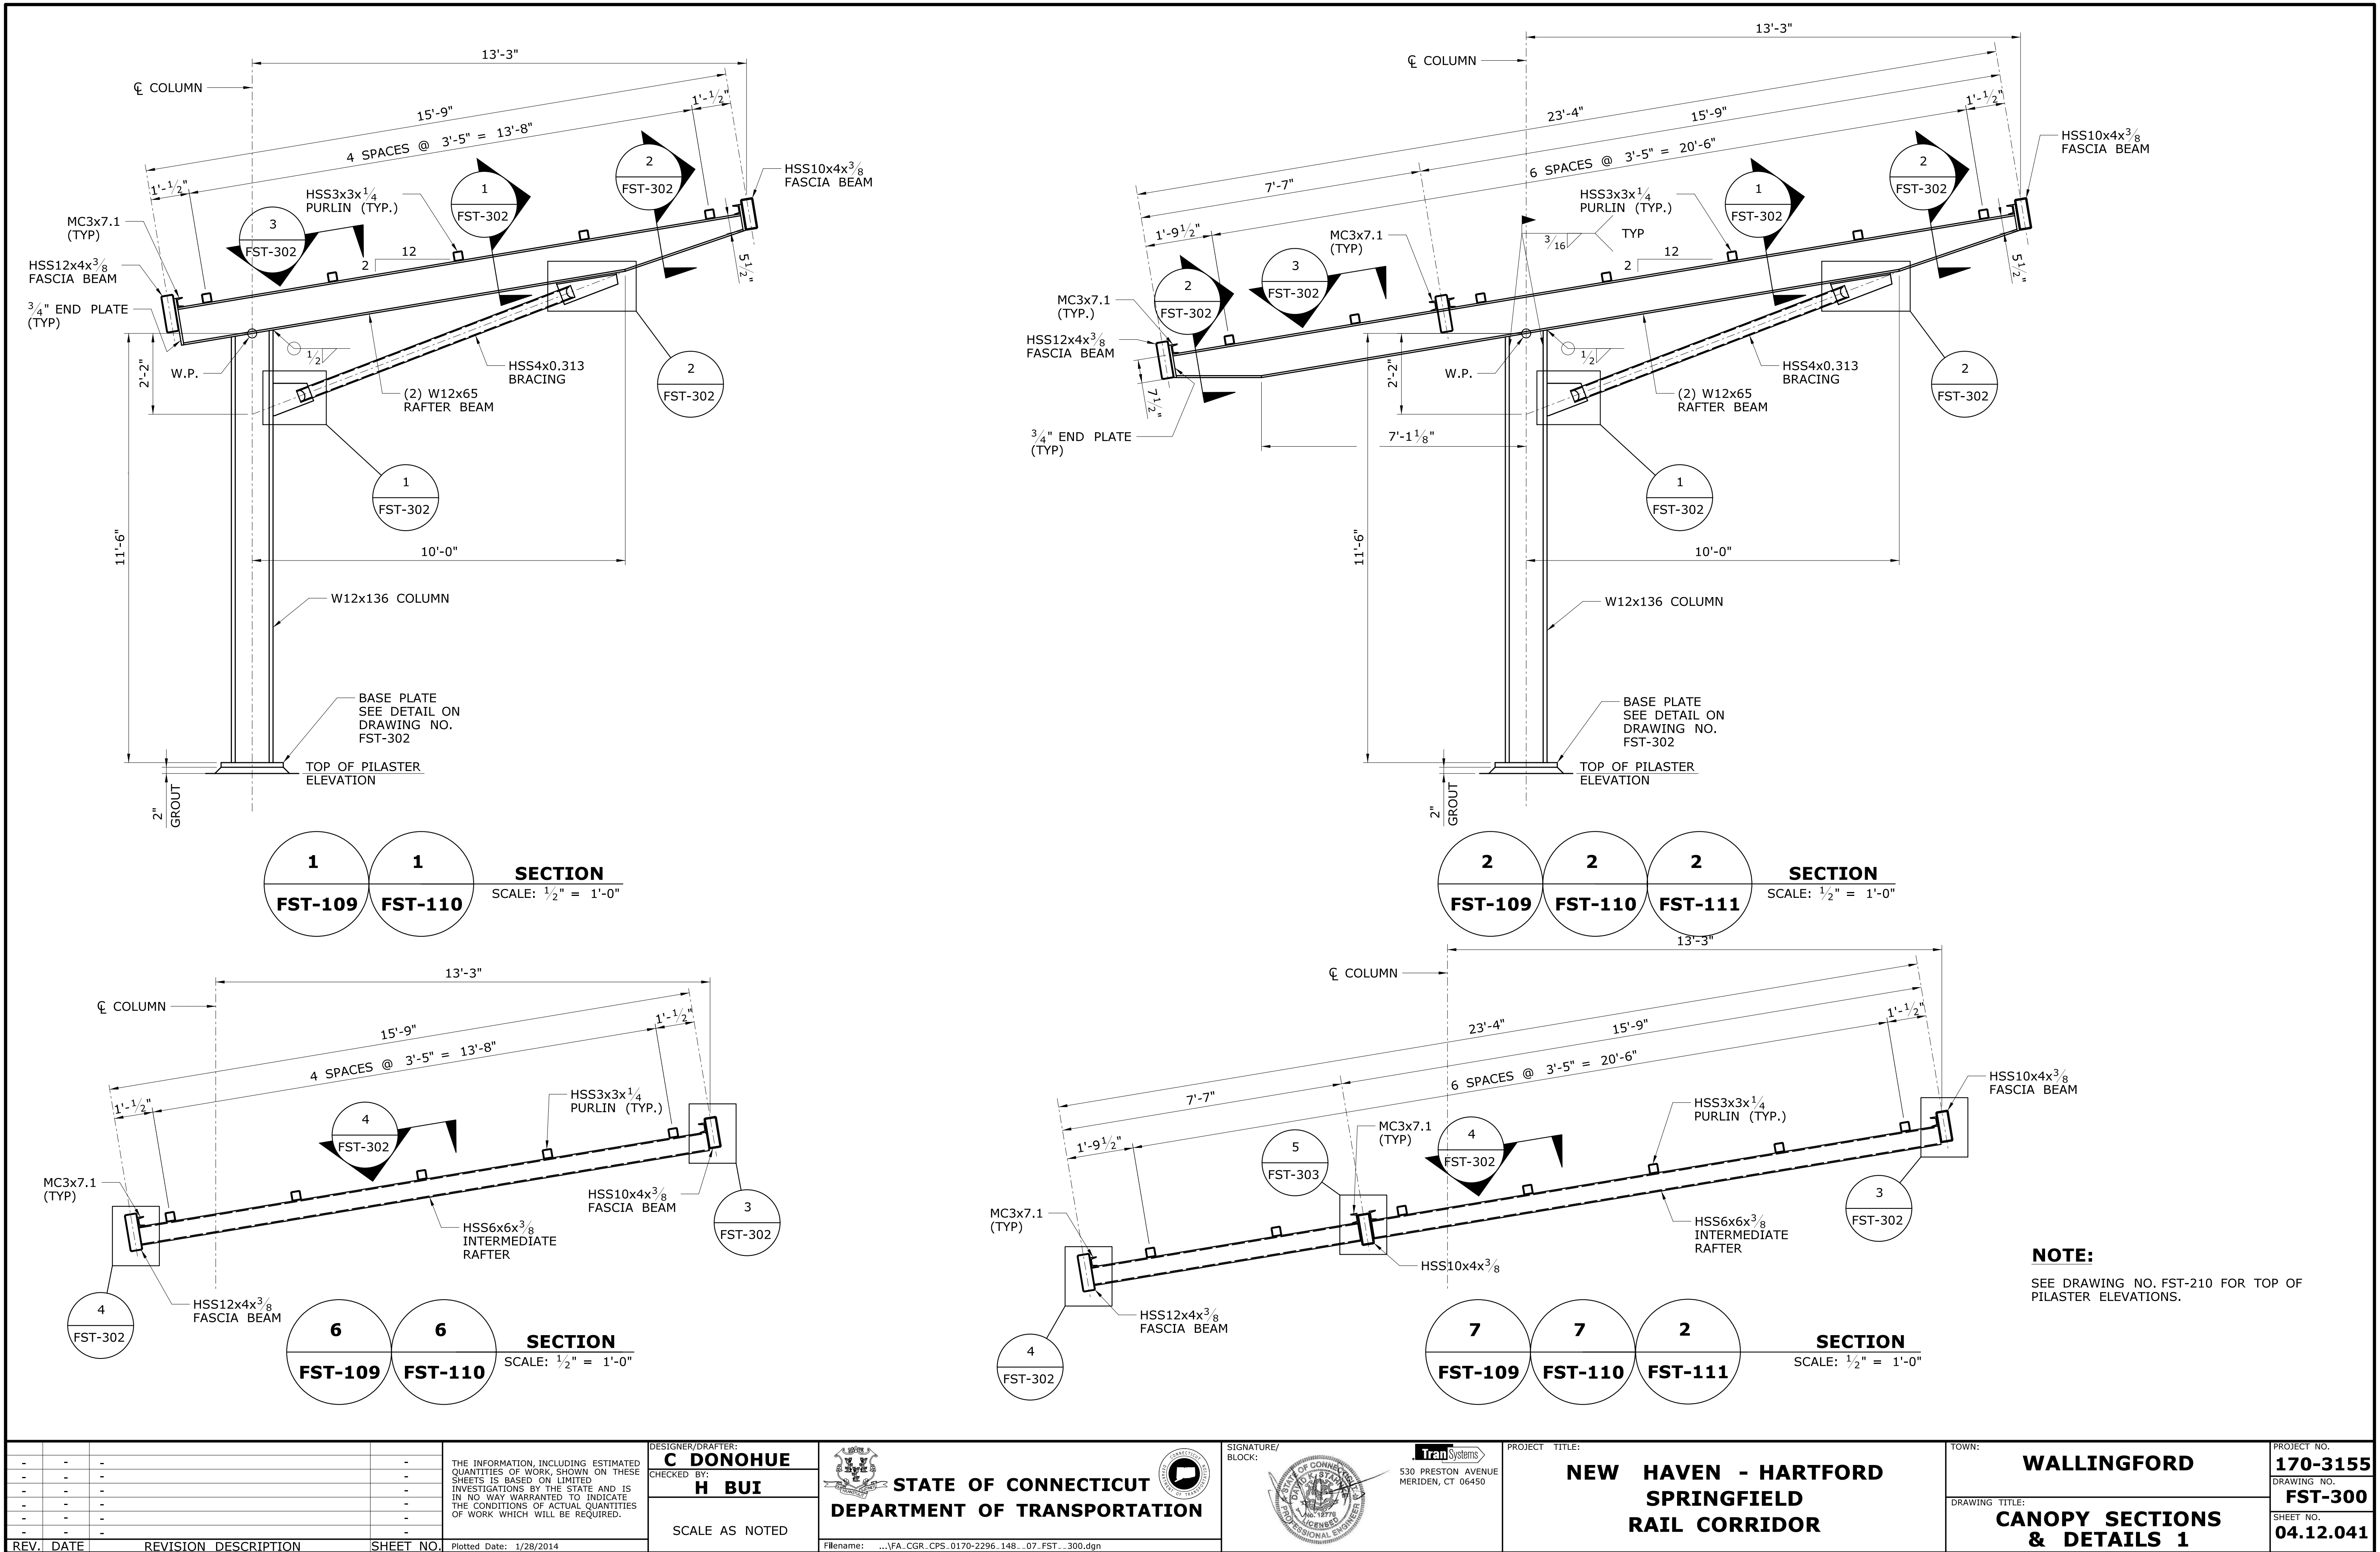 13'-3"
℄ COLUMN
15'-9"
4 SPACES @ 3'-5" = 13'-8"
1'-1/2"
1'-1/2"
2
FST-302
HSS10x4x3/8
FASCIA BEAM
1
FST-302
HSS3x3x1/4
PURLIN (TYP.)
3
FST-302
MC3x7.1
(TYP)
12
2
HSS12x4x3/8
FASCIA BEAM
5 1/2"
3/4" END PLATE
(TYP)
1/2
W.P.
2'-2"
HSS4x0.313
BRACING
2
FST-302
(2) W12x65
RAFTER BEAM
1
FST-302
11'-6"
10'-0"
W12x136 COLUMN
BASE PLATE
SEE DETAIL ON
DRAWING NO.
FST-302
TOP OF PILASTER
ELEVATION
2"
GROUT
1
FST-109
1
FST-110
SECTION
SCALE: 1/2" = 1'-0"
13'-3"
℄ COLUMN
23'-4"
15'-9"
1'-1/2"
7'-7"
6 SPACES @ 3'-5" = 20'-6"
1'-9 1/2"
HSS10x4x3/8
FASCIA BEAM
2
FST-302
1
FST-302
HSS3x3x1/4
PURLIN (TYP.)
3/16
TYP
MC3x7.1
(TYP)
12
2
3
FST-302
2
FST-302
MC3x7.1
(TYP.)
HSS12x4x3/8
FASCIA BEAM
5 1/2"
1/2
W.P.
2'-2"
7 1/2"
HSS4x0.313
BRACING
2
FST-302
(2) W12x65
RAFTER BEAM
3/4" END PLATE
(TYP)
7'-1 1/8"
1
FST-302
11'-6"
10'-0"
W12x136 COLUMN
BASE PLATE
SEE DETAIL ON
DRAWING NO.
FST-302
TOP OF PILASTER
ELEVATION
2"
GROUT
2
FST-109
2
FST-110
2
FST-111
SECTION
SCALE: 1/2" = 1'-0"
13'-3"
℄ COLUMN
15'-9"
1'-1/2"
4 SPACES @ 3'-5" = 13'-8"
1'-1/2"
HSS3x3x1/4
PURLIN (TYP.)
4
FST-302
MC3x7.1
(TYP)
HSS10x4x3/8
FASCIA BEAM
3
FST-302
HSS6x6x3/8
INTERMEDIATE
RAFTER
HSS12x4x3/8
FASCIA BEAM
4
FST-302
6
FST-109
6
FST-110
SECTION
SCALE: 1/2" = 1'-0"
13'-3"
℄ COLUMN
23'-4"
15'-9"
1'-1/2"
7'-7"
6 SPACES @ 3'-5" = 20'-6"
1'-9 1/2"
HSS10x4x3/8
FASCIA BEAM
HSS3x3x1/4
PURLIN (TYP.)
MC3x7.1
(TYP)
4
FST-302
5
FST-303
MC3x7.1
(TYP)
3
FST-302
HSS6x6x3/8
INTERMEDIATE
RAFTER
HSS10x4x3/8
HSS12x4x3/8
FASCIA BEAM
4
FST-302
7
FST-109
7
FST-110
2
FST-111
SECTION
SCALE: 1/2" = 1'-0"
NOTE:
SEE DRAWING NO. FST-210 FOR TOP OF
PILASTER ELEVATIONS.
- - - -
- - - -
- - - -
- - - -
- - - -
- - - -
REV. DATE REVISION DESCRIPTION SHEET NO.
THE INFORMATION, INCLUDING ESTIMATED
QUANTITIES OF WORK, SHOWN ON THESE
SHEETS IS BASED ON LIMITED
INVESTIGATIONS BY THE STATE AND IS
IN NO WAY WARRANTED TO INDICATE
THE CONDITIONS OF ACTUAL QUANTITIES
OF WORK WHICH WILL BE REQUIRED.
Plotted Date: 1/28/2014
DESIGNER/DRAFTER:
C DONOHUE
CHECKED BY:
H BUI
SCALE AS NOTED
STATE OF CONNECTICUT
DEPARTMENT OF TRANSPORTATION
Filename: ...\FA_CGR_CPS_0170-2296_148__07_FST__300.dgn
SIGNATURE/
BLOCK:
TranSystems
530 PRESTON AVENUE
MERIDEN, CT 06450
PROJECT TITLE:
NEW HAVEN - HARTFORD
SPRINGFIELD
RAIL CORRIDOR
TOWN:
WALLINGFORD
DRAWING TITLE:
CANOPY SECTIONS
& DETAILS 1
PROJECT NO.
170-3155
DRAWING NO.
FST-300
SHEET NO.
04.12.041